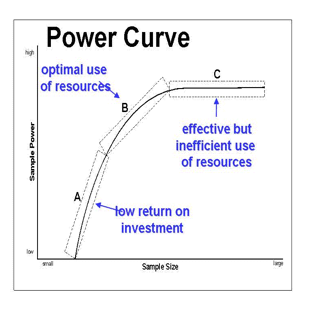 Power Curve
high
optimal use
of resources
C
B
effective but
inefficient use
of resources
Sample Power
A
low return on
investment
low
small
Sample Size
large